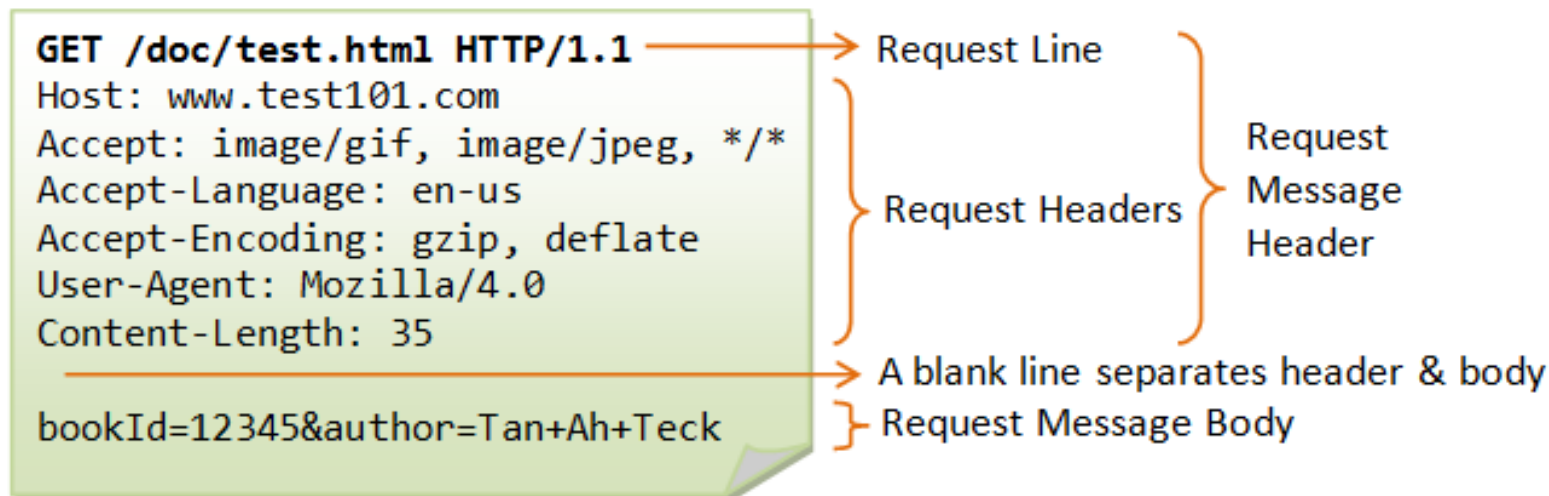 GET /doc/test.html HTTP/1.1
Host: www.test101.com
Accept: image/gif, image/jpeg, */*
Accept-Language: en-us
Accept-Encoding: gzip, deflate
User-Agent: Mozilla/4.0
Content-Length: 35
bookId=12345&author=Tan+Ah+Teck
Request Line
Request Headers
Request
Message
Header
A blank line separates header & body
Request Message Body